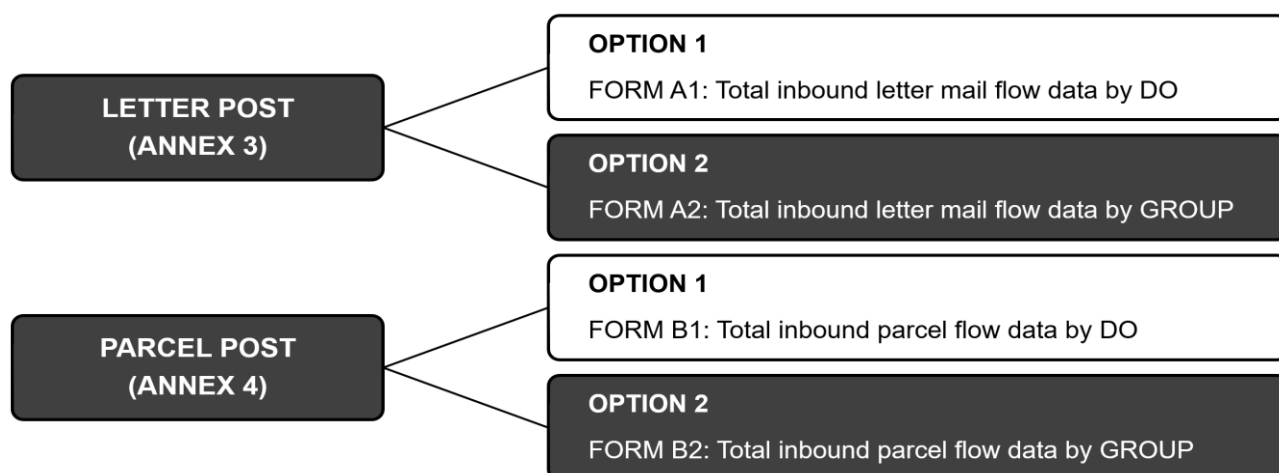 LETTER POST
(ANNEX 3)
OPTION 1
FORM A1: Total inbound letter mail flow data by DO
OPTION 2
FORM A2: Total inbound letter mail flow data by GROUP
PARCEL POST
(ANNEX 4)
OPTION 1
FORM B1: Total inbound parcel flow data by DO
OPTION 2
FORM B2: Total inbound parcel flow data by GROUP